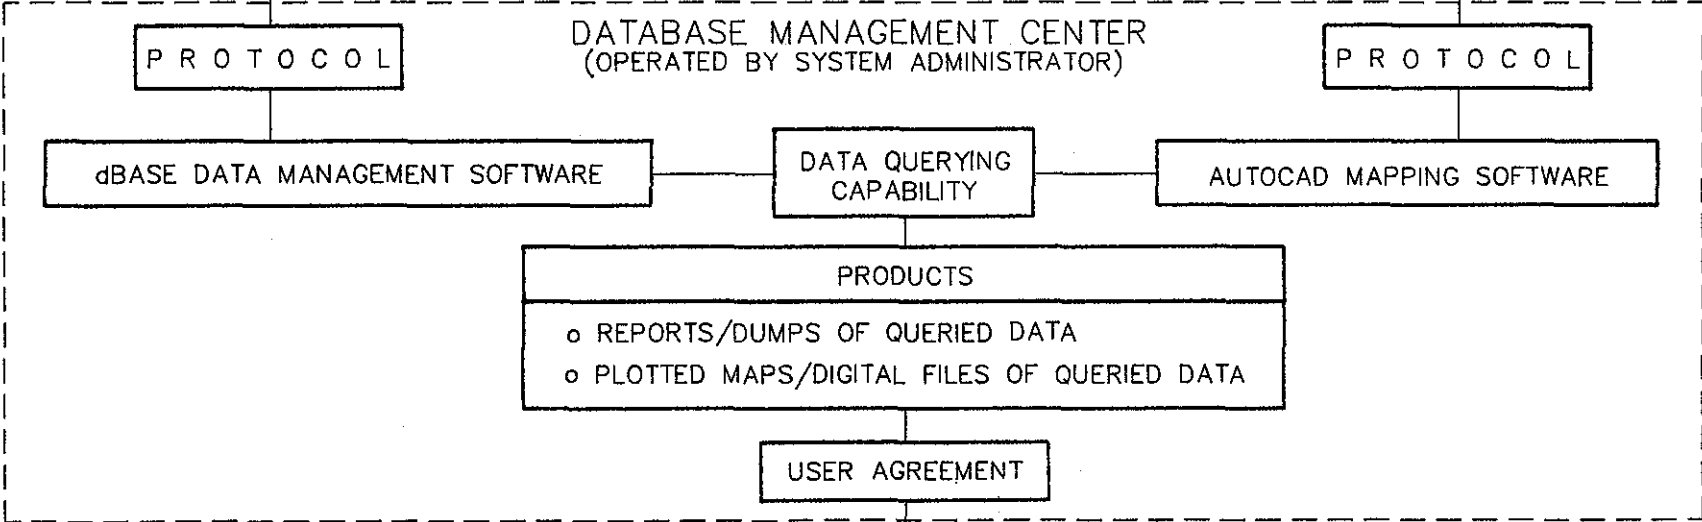 DATABASE MANAGEMENT CENTER
(OPERATED BY SYSTEM ADMINISTRATOR)
PROTOCOL
PROTOCOL
dBASE DATA MANAGEMENT SOFTWARE
DATA QUERYING
CAPABILITY
AUTOCAD MAPPING SOFTWARE
PRODUCTS
o REPORTS/DUMPS OF QUERIED DATA
o PLOTTED MAPS/DIGITAL FILES OF QUERIED DATA
USER AGREEMENT